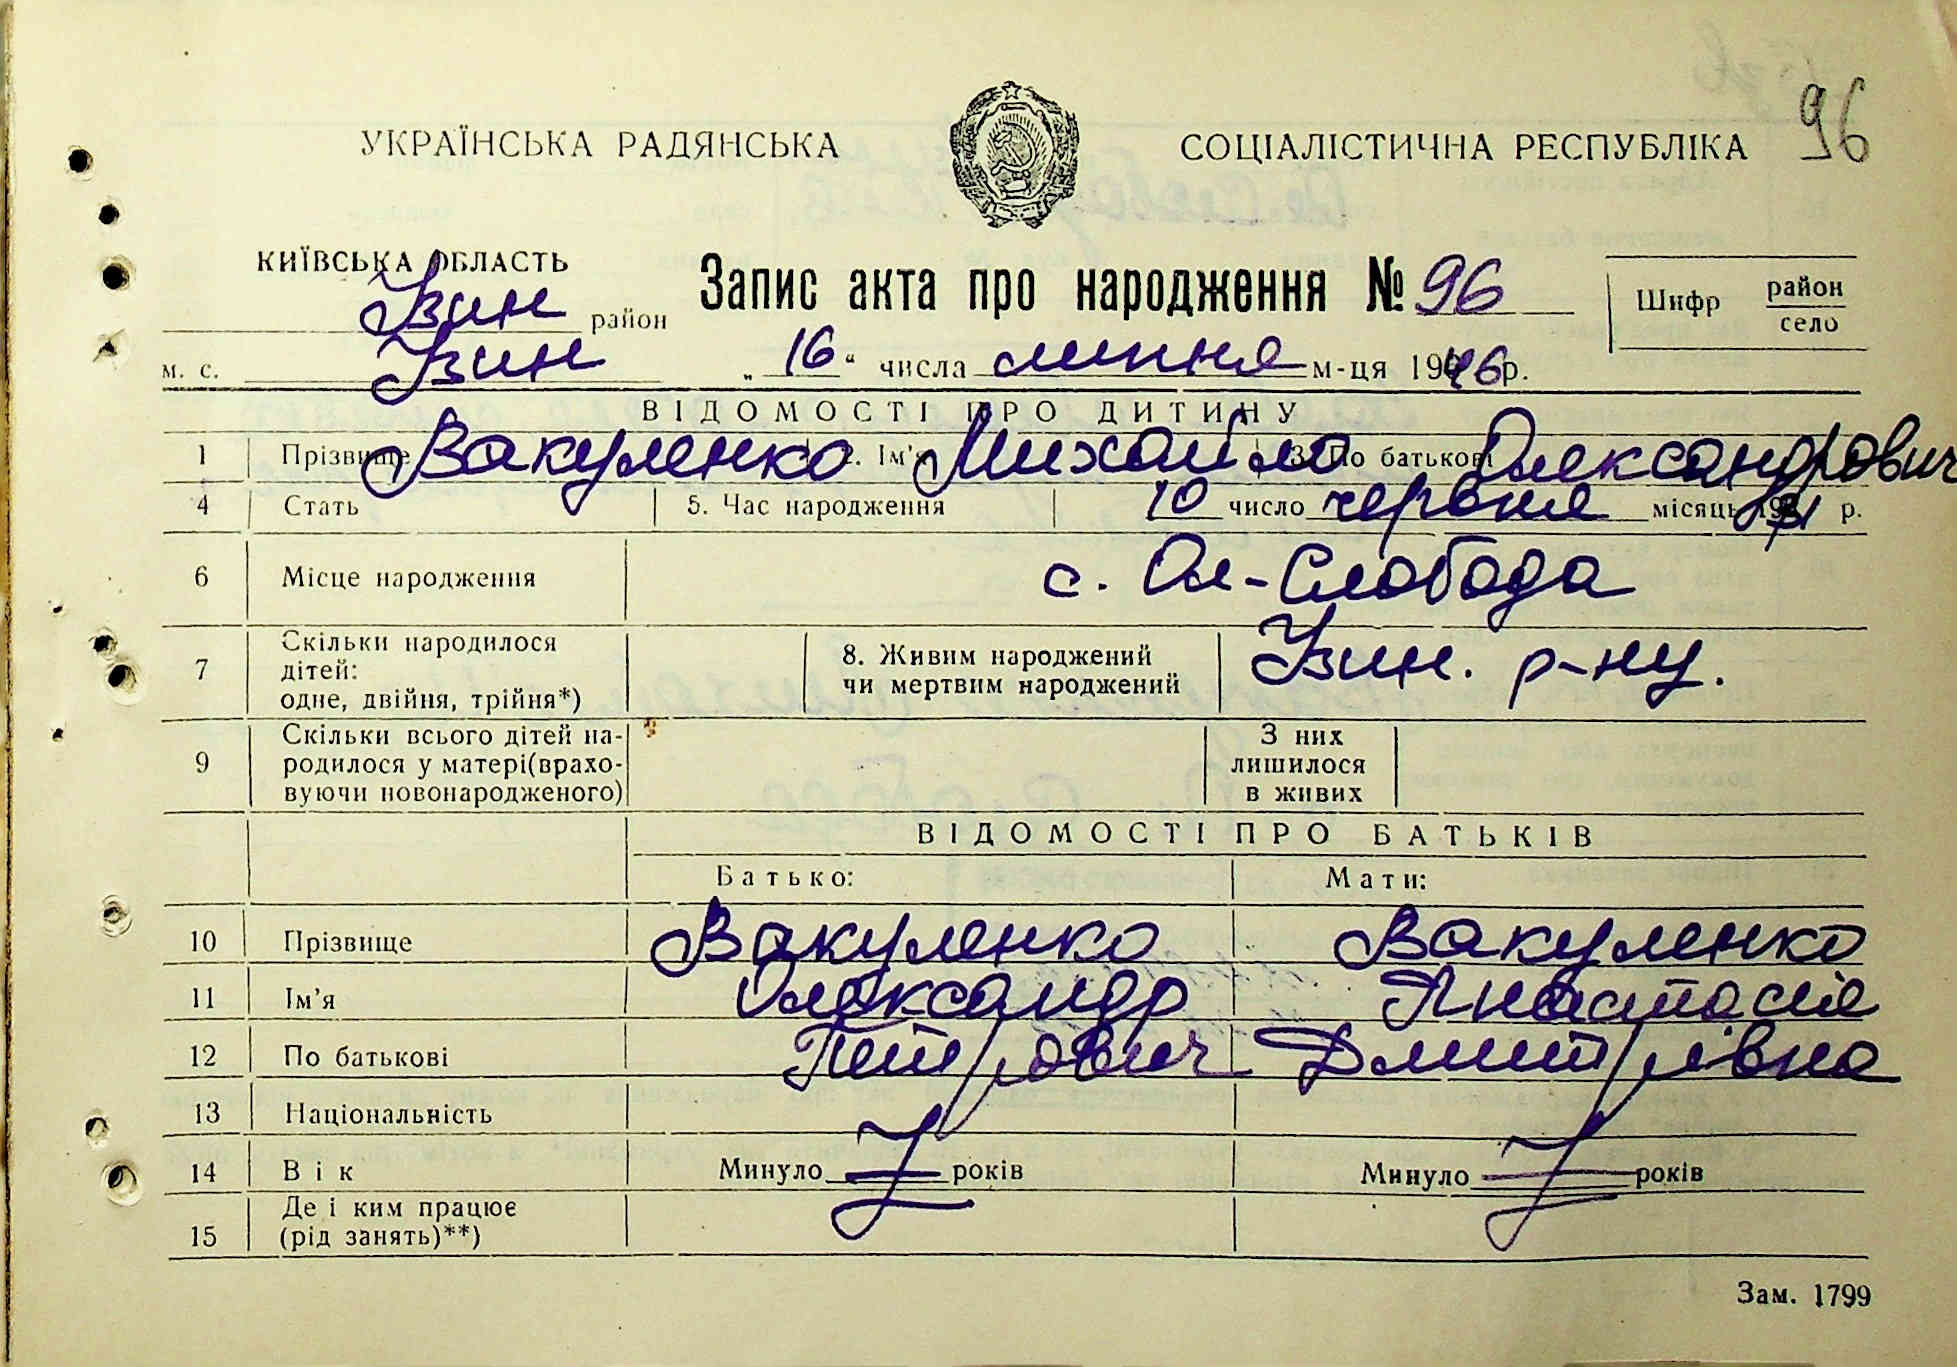 96
УКРАЇНСЬКА РАДЯНСЬКА СОЦІАЛІСТИЧНА РЕСПУБЛІКА
КИЇВСЬКА ОБЛАСТЬ
Узин район
Запис акта про народження № 96
Шифр район село
м. с. Узин „16“ числа липня м-ця 1946 р.
ВІДОМОСТІ ПРО ДИТИНУ
1 Прізвище Вакуленко 2. Ім'я Михайло 3. По батькові Олександрович
4 Стать 5. Час народження 10 число червня місяць р.
6 Місце народження с. Ол-Слобода
Узин. р-ну.
7 Скільки народилося дітей: одне, двійня, трійня*) 8. Живим народжений чи мертвим народжений
9 Скільки всього дітей народилося у матері(враховуючи новонародженого) З них лишилося в живих
ВІДОМОСТІ ПРО БАТЬКІВ
Батько: Мати:
10 Прізвище Вакуленко Вакуленко
11 Ім'я Олександр Анастасія
12 По батькові Петрович Дмитрівна
13 Національність У У
14 Вік Минуло років Минуло років
15 Де і ким працює (рід занять)**)
Зам. 1799